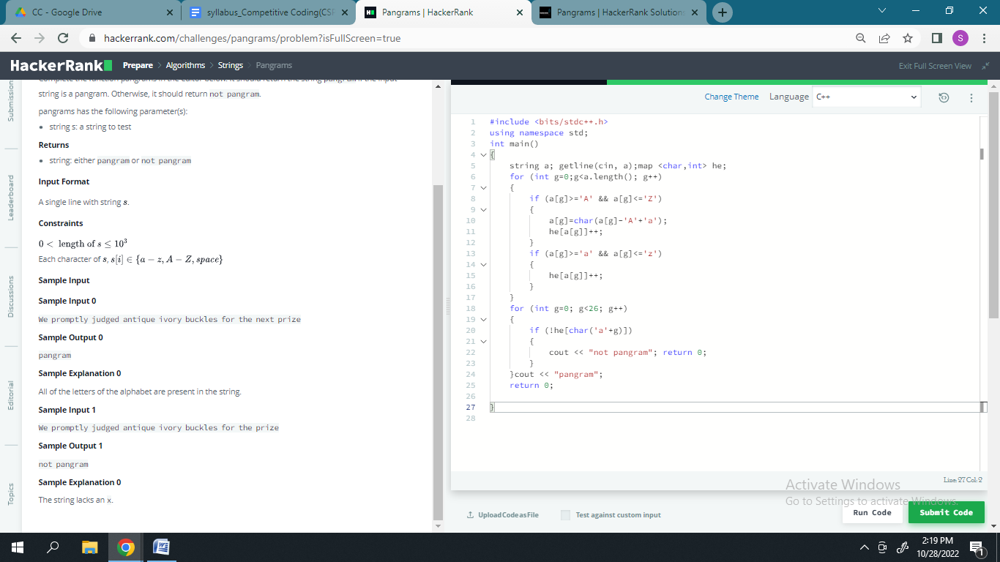 CC - Google Drive
syllabus_Competitive Coding(CSE
Pangrams | HackerRank
Pangrams | HackerRank Solutions
hackerrank.com/challenges/pangrams/problem?isFullScreen=true
S
HackerRank
Prepare > Algorithms > Strings > Pangrams
Exit Full Screen View
Submissions
Leaderboard
Discussions
Editorial
Topics
string is a pangram. Otherwise, it should return not pangram.
pangrams has the following parameter(s):
• string s: a string to test
Returns
• string: either pangram or not pangram
Input Format
A single line with string s.
Constraints
0 < length of s ≤ 10³
Each character of s, s[i] ∈ {a − z, A − Z, space}
Sample Input
Sample Input 0
We promptly judged antique ivory buckles for the next prize
Sample Output 0
pangram
Sample Explanation 0
All of the letters of the alphabet are present in the string.
Sample Input 1
We promptly judged antique ivory buckles for the prize
Sample Output 1
not pangram
Sample Explanation 0
The string lacks an x.
Change Theme Language C++
1 #include <bits/stdc++.h>
2 using namespace std;
3 int main()
4 {
5 string a; getline(cin, a);map <char,int> he;
6 for (int g=0;g<a.length(); g++)
7 {
8 if (a[g]>='A' && a[g]<='Z')
9 {
10 a[g]=char(a[g]-'A'+'a');
11 he[a[g]]++;
12 }
13 if (a[g]>='a' && a[g]<='z')
14 {
15 he[a[g]]++;
16 }
17 }
18 for (int g=0; g<26; g++)
19 {
20 if (!he[char('a'+g)])
21 {
22 cout << "not pangram"; return 0;
23 }
24 }cout << "pangram";
25 return 0;
26
27 }
28
Line: 27 Col: 2
Activate Windows
Go to Settings to activate Windows.
Upload Code as File
Test against custom input
Run Code
Submit Code
2:19 PM
10/28/2022
1